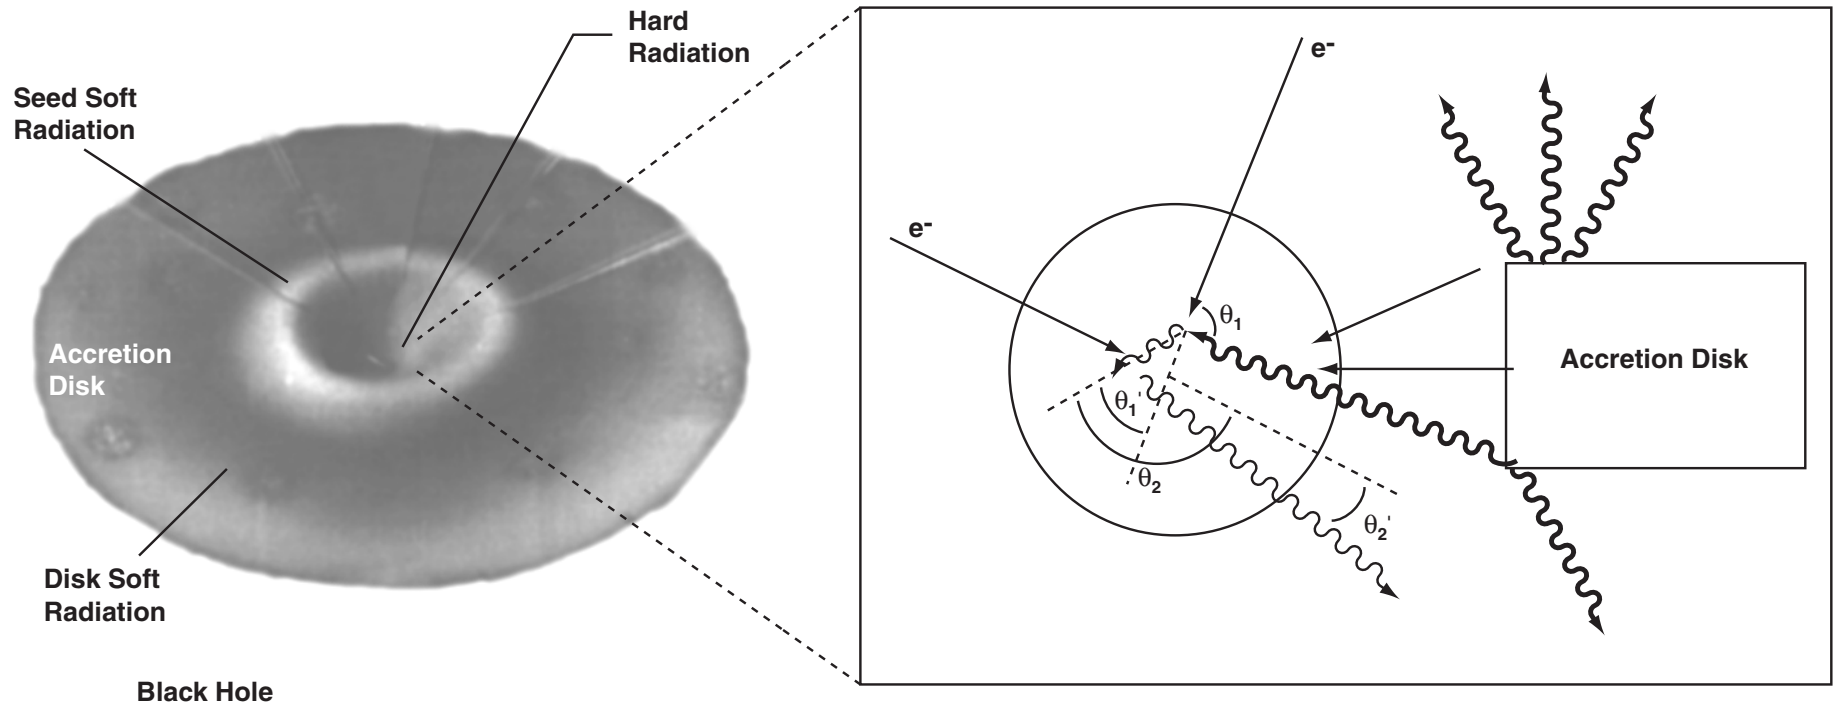 Hard
Radiation
Seed Soft
Radiation
Accretion
Disk
Disk Soft
Radiation
Black Hole
e-
e-
θ1
θ1'
θ2
θ2'
Accretion Disk